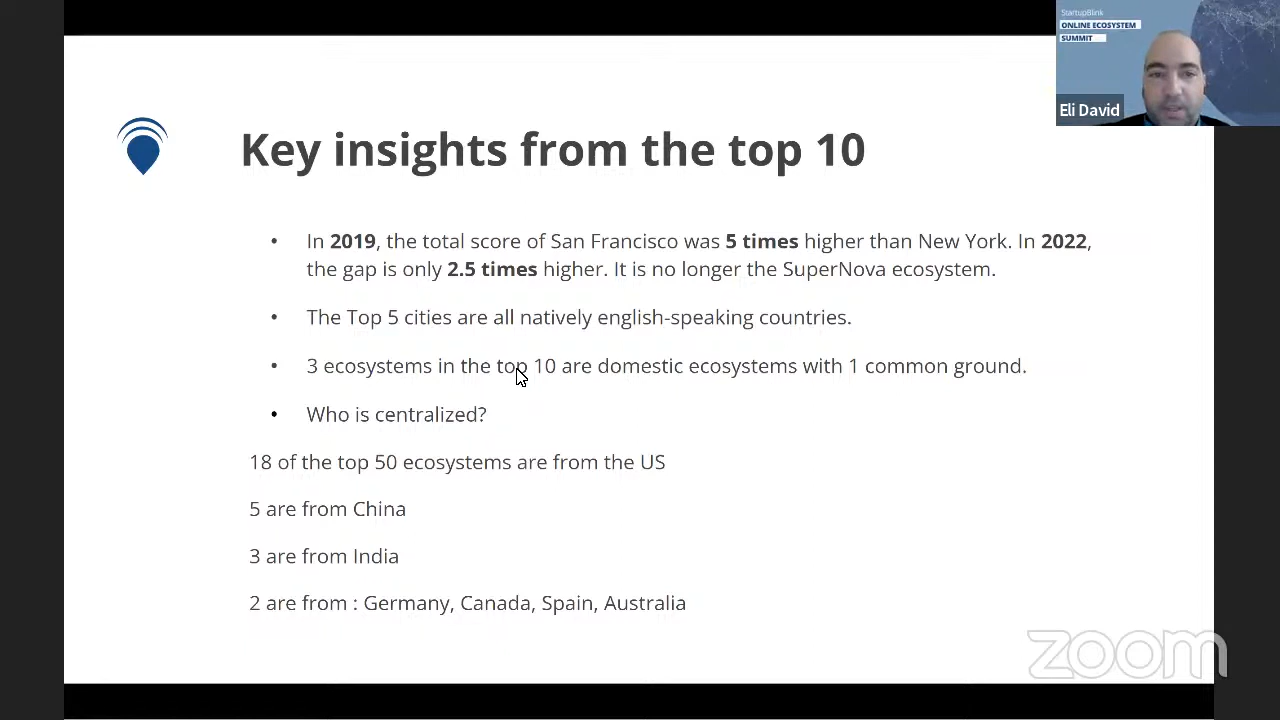 StartupBlink
ONLINE ECOSYSTEM
SUMMIT
Eli David
Key insights from the top 10
• In 2019, the total score of San Francisco was 5 times higher than New York. In 2022,
the gap is only 2.5 times higher. It is no longer the SuperNova ecosystem.
• The Top 5 cities are all natively english-speaking countries.
• 3 ecosystems in the top 10 are domestic ecosystems with 1 common ground.
• Who is centralized?
18 of the top 50 ecosystems are from the US
5 are from China
3 are from India
2 are from : Germany, Canada, Spain, Australia
zoom